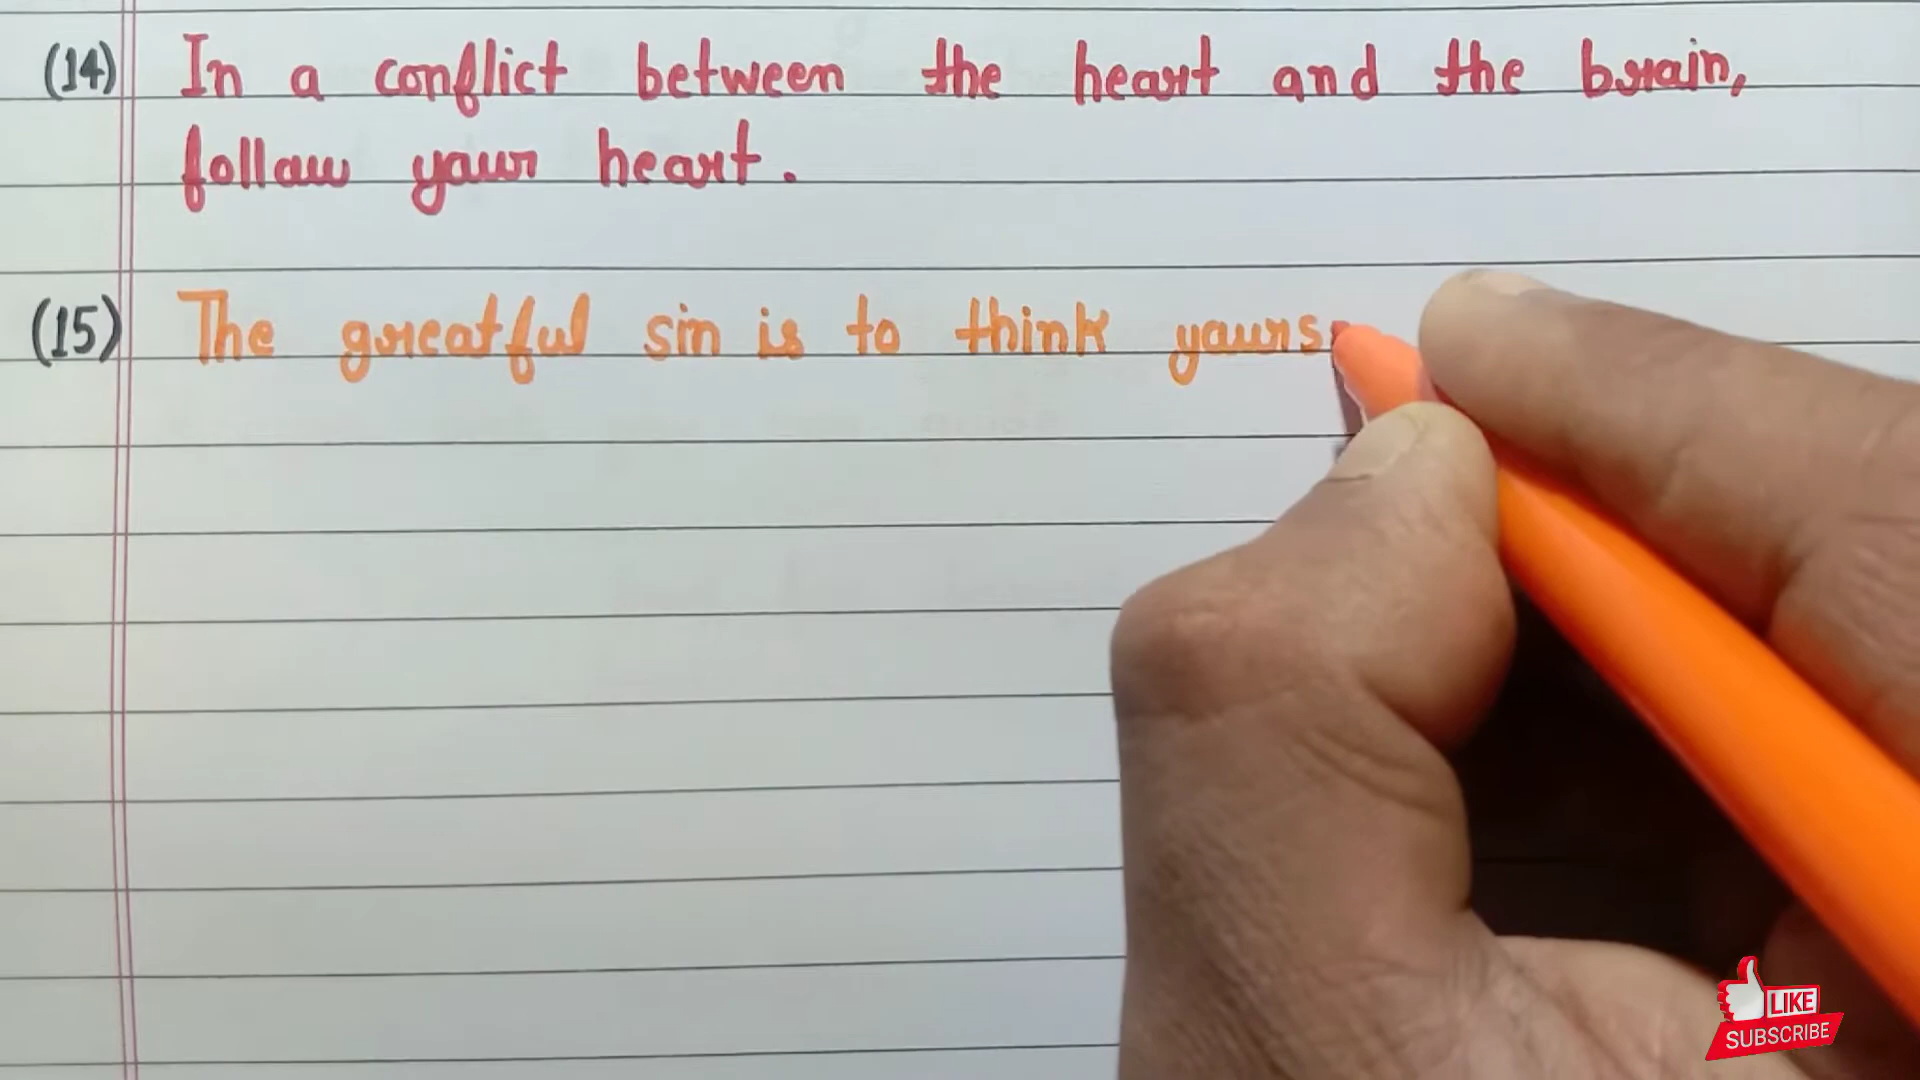 (14) In a conflict between the heart and the brain,
follow your heart.
(15) The greatful sin is to think yours
LIKE
SUBSCRIBE